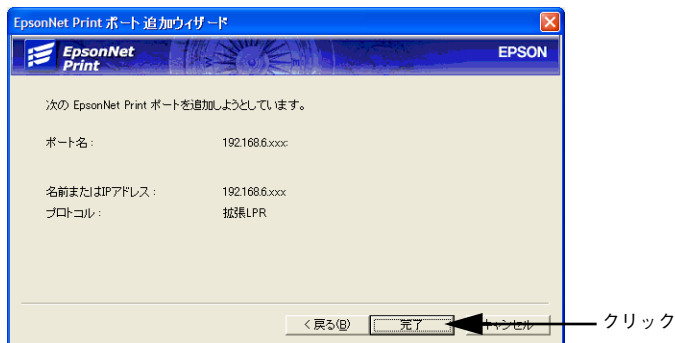 EpsonNet Print ポート追加ウィザード
EpsonNet
Print
EPSON
次の EpsonNet Print ポートを追加しようとしています。
ポート名 : 192.168.6.xxx:
名前またはIPアドレス : 192.168.6.xxx
プロトコル : 拡張LPR
< 戻る(B) 完了 キャンセル クリック